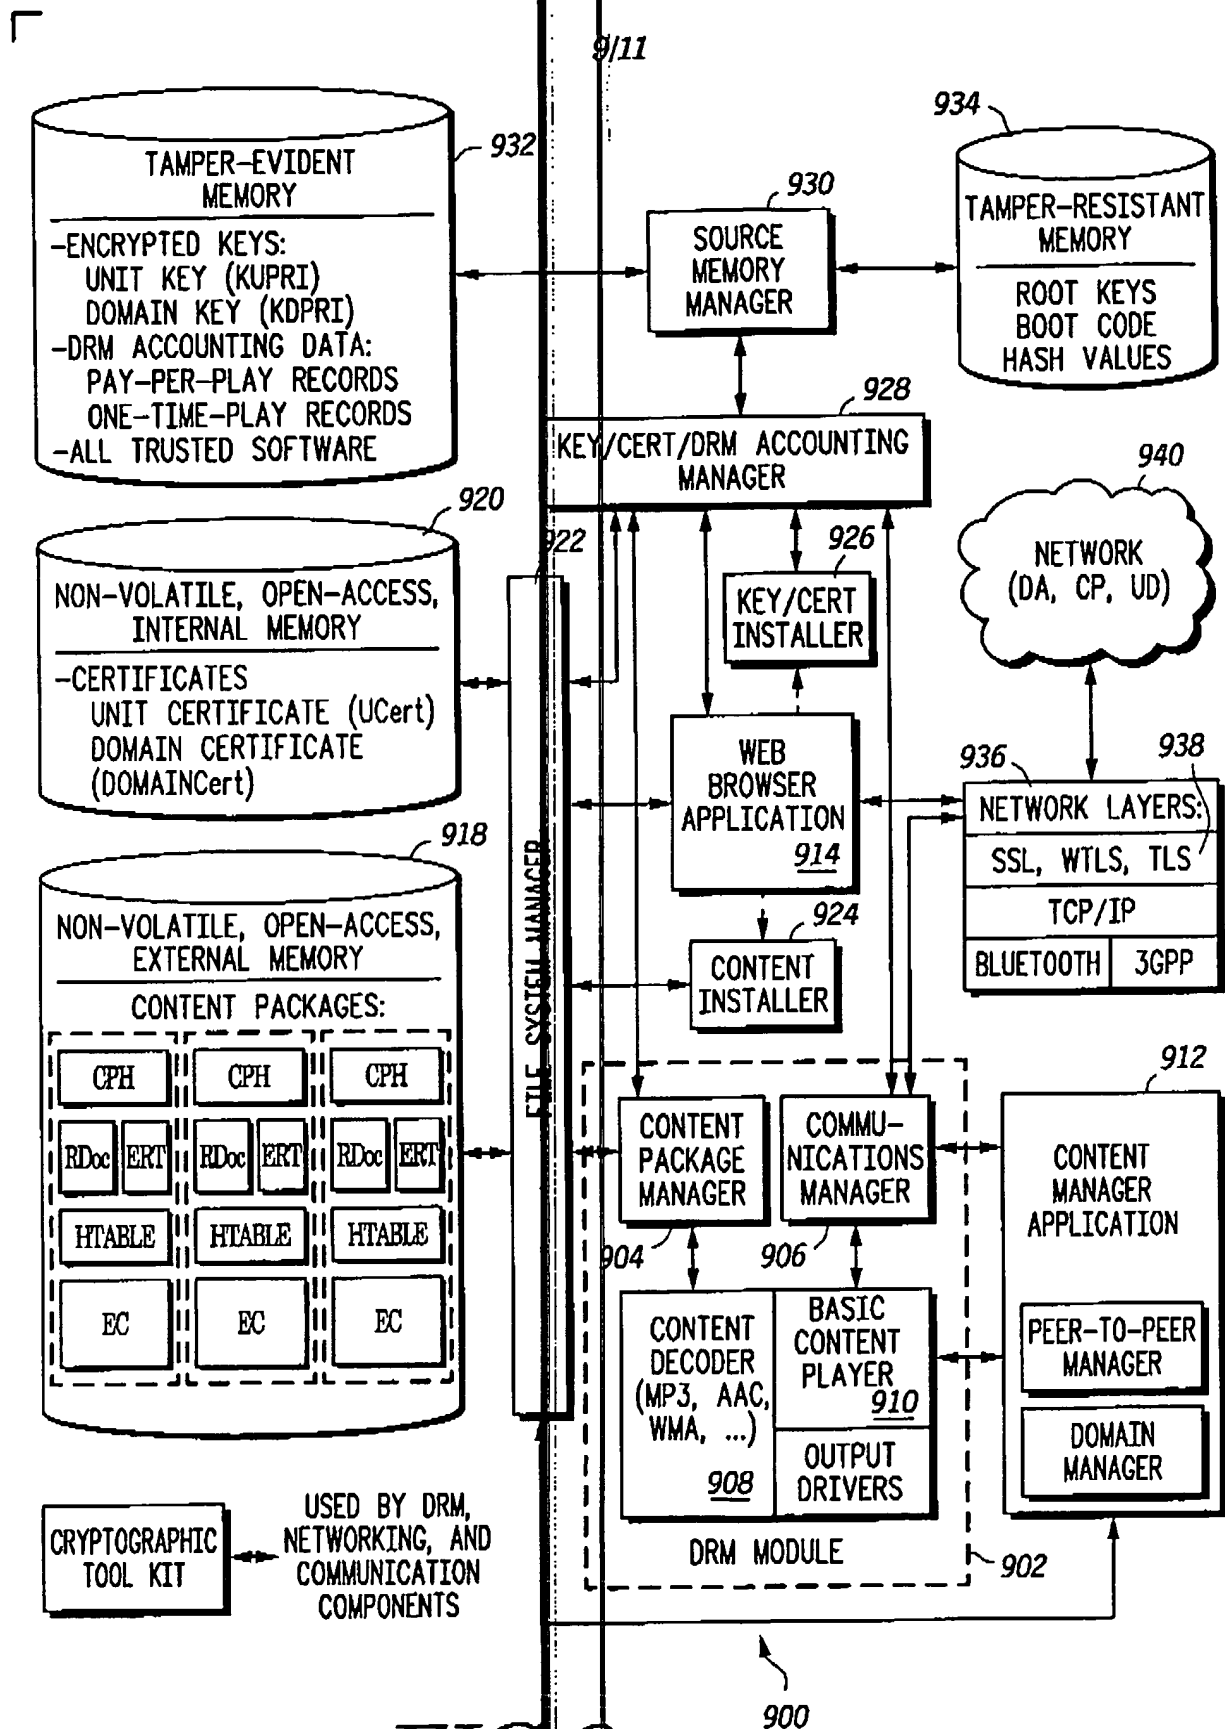 9/11
934
932
TAMPER-EVIDENT
MEMORY
-ENCRYPTED KEYS:
UNIT KEY (KUPRI)
DOMAIN KEY (KDPRI)
-DRM ACCOUNTING DATA:
PAY-PER-PLAY RECORDS
ONE-TIME-PLAY RECORDS
-ALL TRUSTED SOFTWARE
930
SOURCE
MEMORY
MANAGER
TAMPER-RESISTANT
MEMORY
ROOT KEYS
BOOT CODE
HASH VALUES
928
KEY/CERT/DRM ACCOUNTING
MANAGER
920
NON-VOLATILE, OPEN-ACCESS,
INTERNAL MEMORY
-CERTIFICATES
UNIT CERTIFICATE (UCert)
DOMAIN CERTIFICATE
(DOMAINCert)
922
FILE SYSTEM MANAGER
926
KEY/CERT
INSTALLER
940
NETWORK
(DA, CP, UD)
WEB
BROWSER
APPLICATION
914
936
938
NETWORK LAYERS:
SSL, WTLS, TLS
TCP/IP
BLUETOOTH
3GPP
918
NON-VOLATILE, OPEN-ACCESS,
EXTERNAL MEMORY
CONTENT PACKAGES:
CPH
CPH
CPH
RDoc
ERT
RDoc
ERT
RDoc
ERT
HTABLE
HTABLE
HTABLE
EC
EC
EC
924
CONTENT
INSTALLER
CONTENT
PACKAGE
MANAGER
904
COMMU-
NICATIONS
MANAGER
906
912
CONTENT
MANAGER
APPLICATION
PEER-TO-PEER
MANAGER
DOMAIN
MANAGER
CONTENT
DECODER
(MP3, AAC,
WMA, ...)
908
BASIC
CONTENT
PLAYER
910
OUTPUT
DRIVERS
DRM MODULE
902
CRYPTOGRAPHIC
TOOL KIT
USED BY DRM,
NETWORKING, AND
COMMUNICATION
COMPONENTS
900